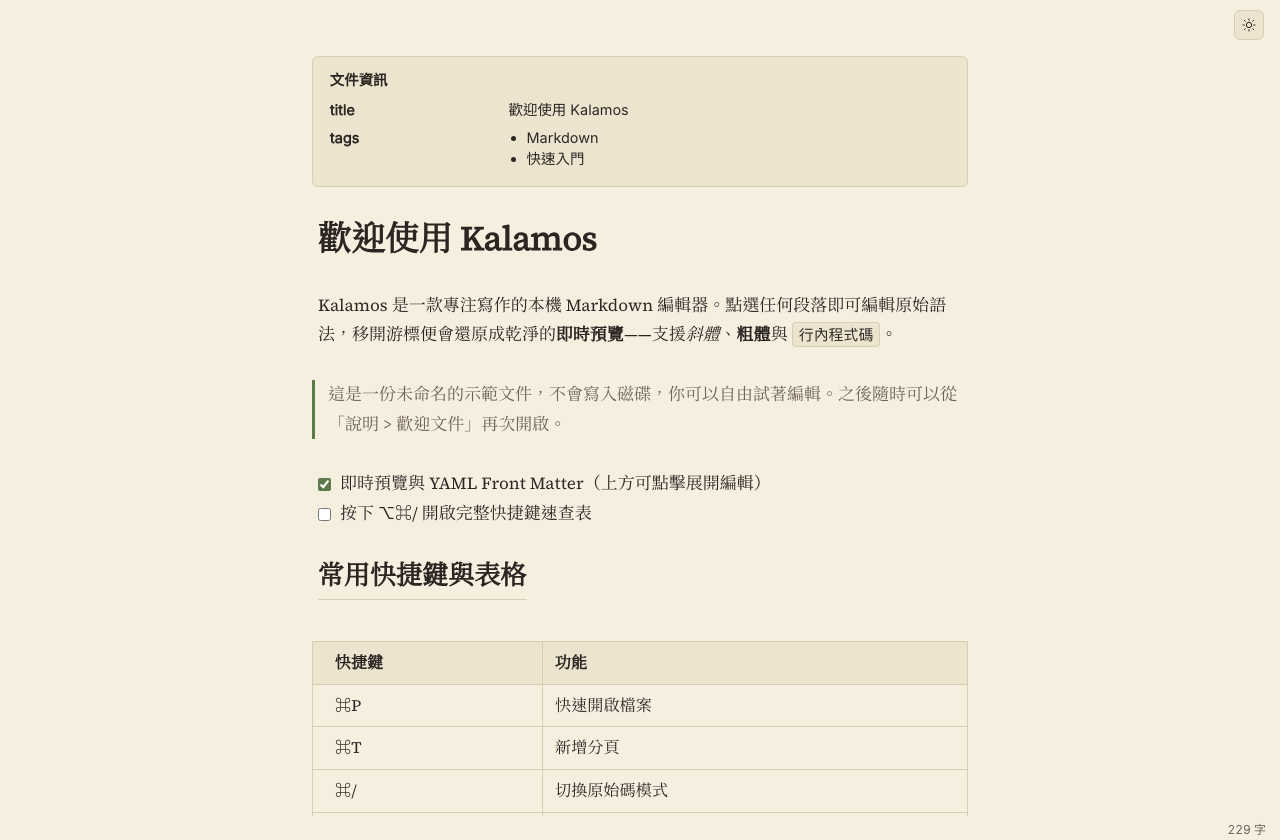 文件資訊
title 歡迎使用 Kalamos
tags • Markdown
• 快速入門
歡迎使用 Kalamos
Kalamos 是一款專注寫作的本機 Markdown 編輯器。點選任何段落即可編輯原始語
法，移開游標便會還原成乾淨的即時預覽——支援斜體、粗體與 行內程式碼 。
這是一份未命名的示範文件，不會寫入磁碟，你可以自由試著編輯。之後隨時可以從
「說明 > 歡迎文件」再次開啟。
即時預覽與 YAML Front Matter（上方可點擊展開編輯）
按下 ⌥⌘/ 開啟完整快捷鍵速查表
常用快捷鍵與表格
快捷鍵 功能
⌘P 快速開啟檔案
⌘T 新增分頁
⌘/ 切換原始碼模式
229 字